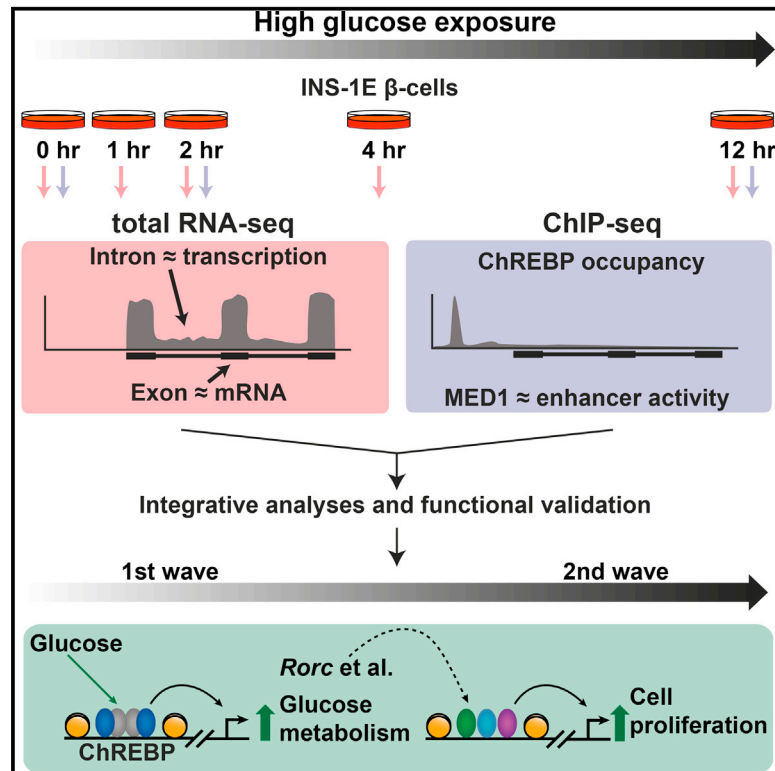 High glucose exposure
INS-1E β-cells
0 hr 1 hr 2 hr 4 hr 12 hr
total RNA-seq
Intron ≈ transcription
Exon ≈ mRNA
ChIP-seq
ChREBP occupancy
MED1 ≈ enhancer activity
Integrative analyses and functional validation
1st wave 2nd wave
Glucose
ChREBP
Rorc et al.
Glucose
metabolism
Cell
proliferation